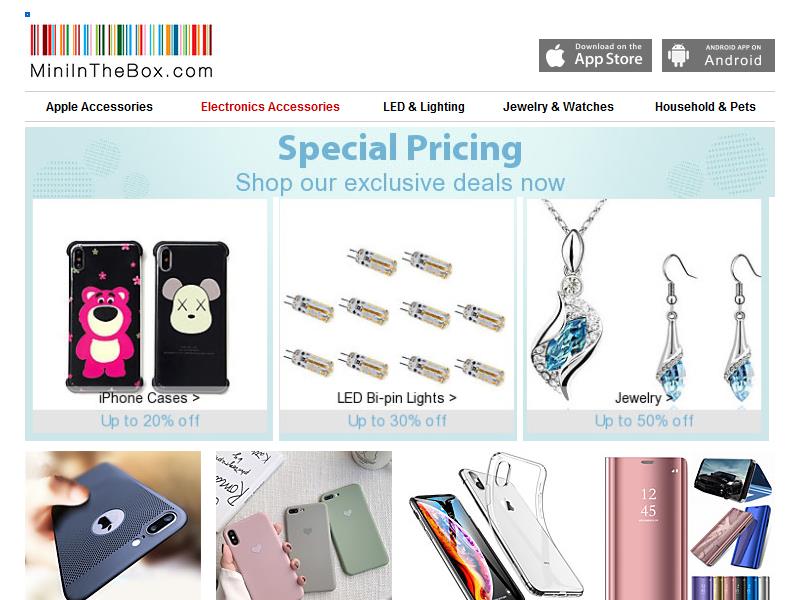 MiniInTheBox.com
Download on the
App Store
ANDROID APP ON
Android
Apple Accessories
Electronics Accessories
LED & Lighting
Jewelry & Watches
Household & Pets
Special Pricing
Shop our exclusive deals now
iPhone Cases >
LED Bi-pin Lights >
Jewelry >
Up to 20% off
Up to 30% off
Up to 50% off
12
45